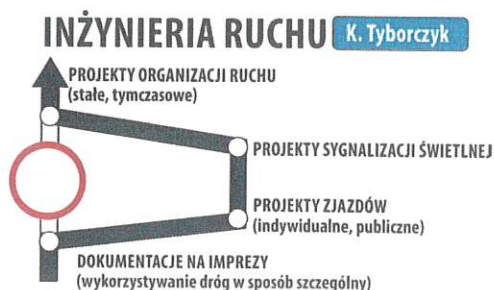 INŻYNIERIA RUCHU K. Tyborczyk
PROJEKTY ORGANIZACJI RUCHU
(stałe, tymczasowe)
PROJEKTY SYGNALIZACJI ŚWIETLNEJ
PROJEKTY ZJAZDÓW
(indywidualne, publiczne)
DOKUMENTACJE NA IMPREZY
(wykorzystywanie dróg w sposób szczególny)